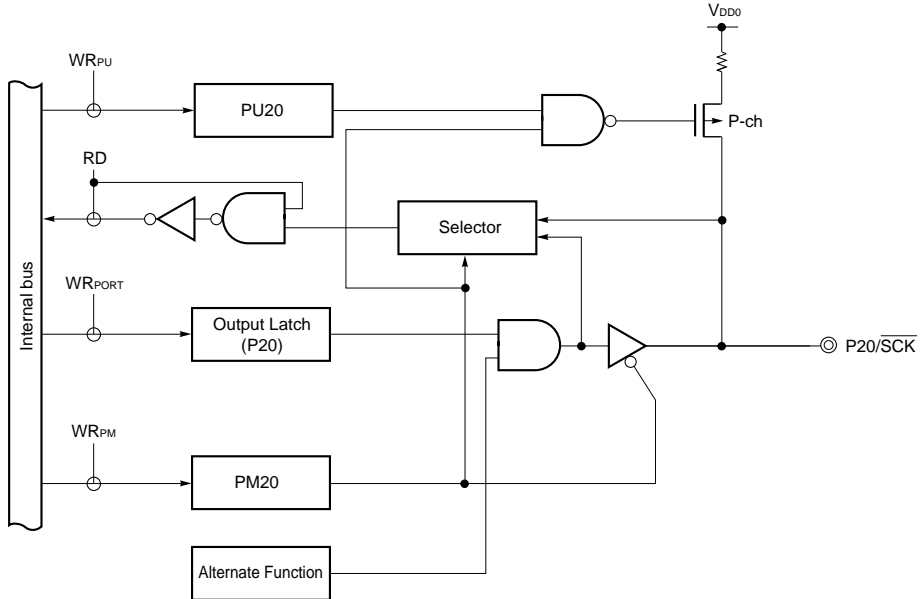 VDD0
WRPU
PU20
P-ch
RD
Selector
Internal bus
WRPORT
Output Latch
(P20)
P20/SCK
WRPM
PM20
Alternate Function